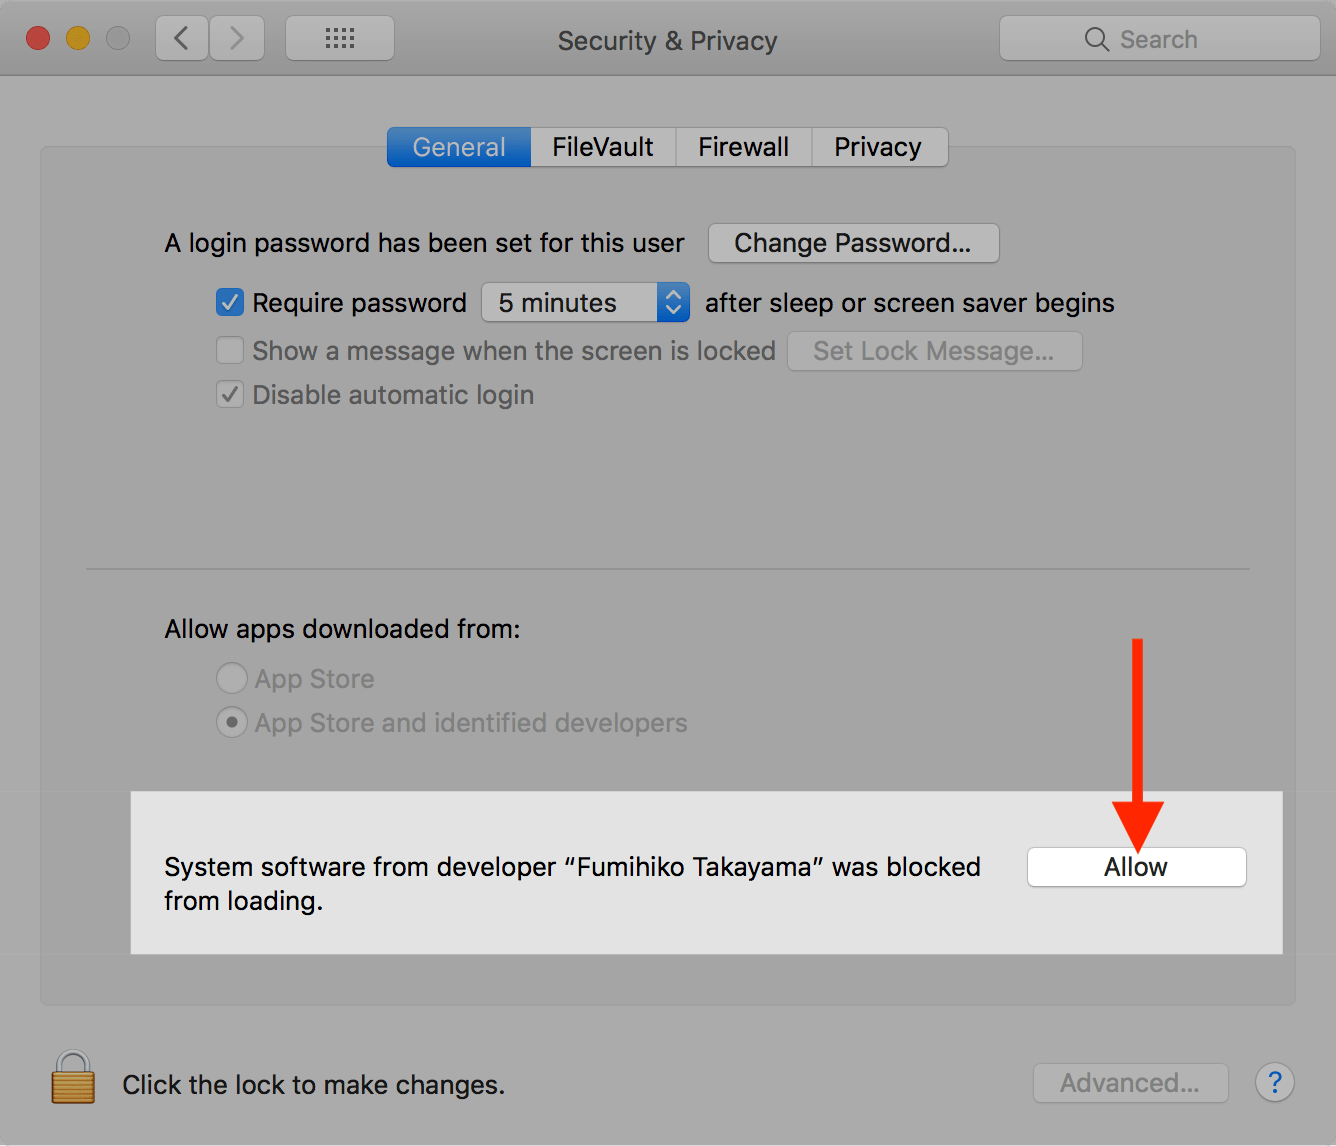 Security & Privacy
Search
General FileVault Firewall Privacy
A login password has been set for this user Change Password...
Require password 5 minutes after sleep or screen saver begins
Show a message when the screen is locked Set Lock Message...
Disable automatic login
Allow apps downloaded from:
App Store
App Store and identified developers
System software from developer “Fumihiko Takayama” was blocked Allow
from loading.
Click the lock to make changes. Advanced... ?